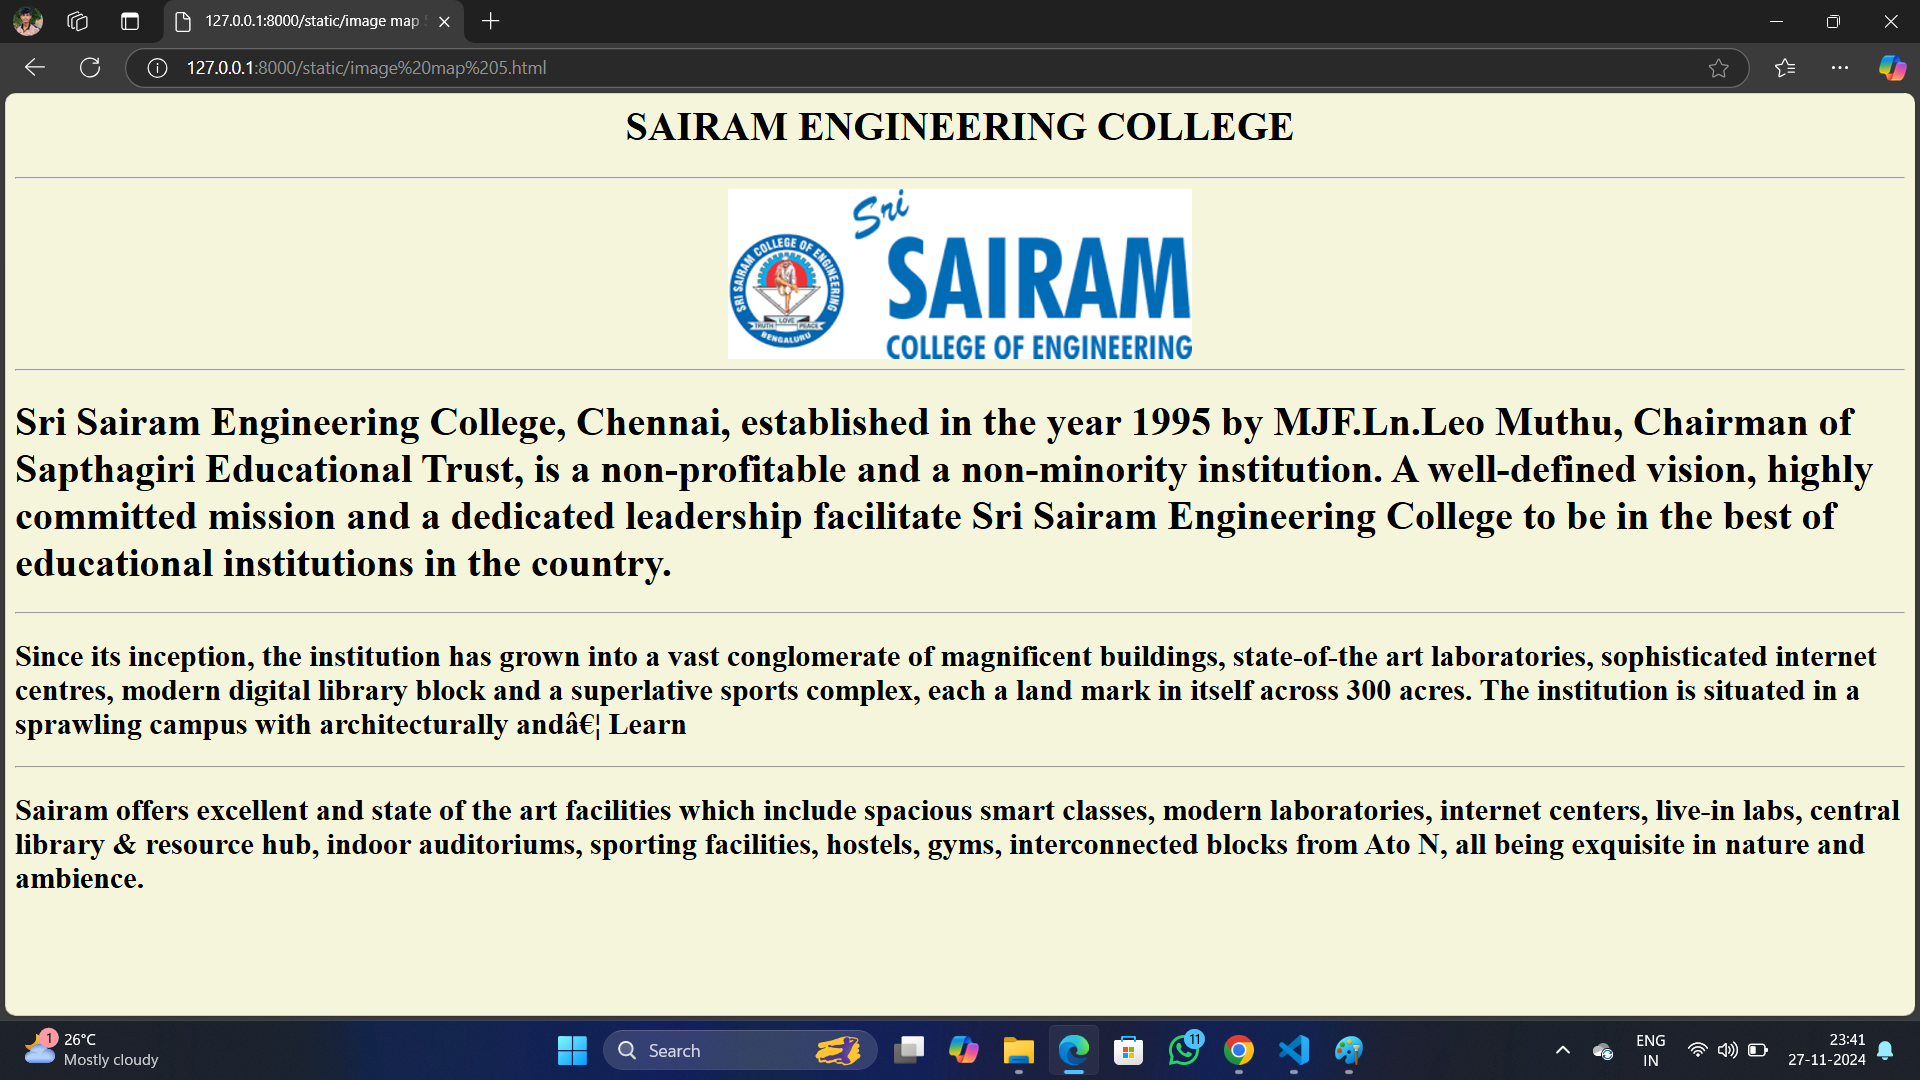 127.0.0.1:8000/static/image map 5
127.0.0.1:8000/static/image%20map%205.html
SAIRAM ENGINEERING COLLEGE
Sri
SAIRAM
COLLEGE OF ENGINEERING
SRI SAIRAM COLLEGE OF ENGINEERING
LOVE
TRUTH PEACE
BENGALURU
Sri Sairam Engineering College, Chennai, established in the year 1995 by MJF.Ln.Leo Muthu, Chairman of
Sapthagiri Educational Trust, is a non-profitable and a non-minority institution. A well-defined vision, highly
committed mission and a dedicated leadership facilitate Sri Sairam Engineering College to be in the best of
educational institutions in the country.
Since its inception, the institution has grown into a vast conglomerate of magnificent buildings, state-of-the art laboratories, sophisticated internet
centres, modern digital library block and a superlative sports complex, each a land mark in itself across 300 acres. The institution is situated in a
sprawling campus with architecturally andâ€¦ Learn
Sairam offers excellent and state of the art facilities which include spacious smart classes, modern laboratories, internet centers, live-in labs, central
library & resource hub, indoor auditoriums, sporting facilities, hostels, gyms, interconnected blocks from Ato N, all being exquisite in nature and
ambience.
1
26°C
Mostly cloudy
Search
11
ENG
IN
23:41
27-11-2024